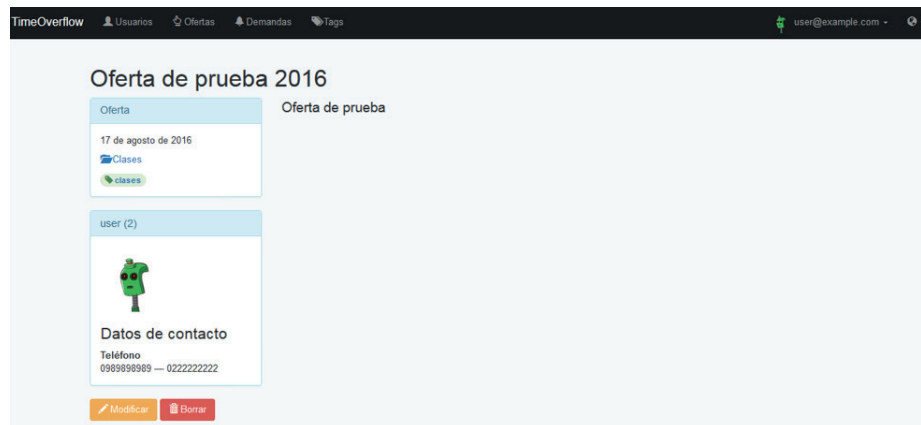 TimeOverflow Usuarios Ofertas Demandas Tags user@example.com
Oferta de prueba 2016
Oferta
17 de agosto de 2016
Clases
clases
Oferta de prueba
user (2)
Datos de contacto
Teléfono
0989898989 — 0222222222
Modificar Borrar